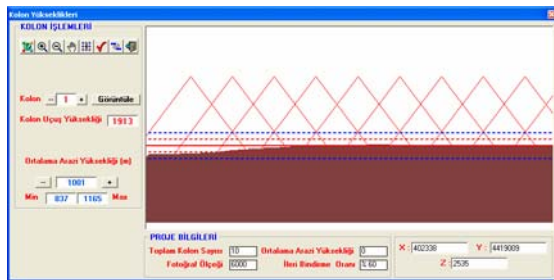 Kolon Yükseklikleri
KOLON İŞLEMLERİ
Kolon -- 1 + Görüntüle
Kolon Uçuş Yüksekliği 1913
Ortalama Arazi Yüksekliği (m)
-- 1001 +
Min 837 1165 Max
PROJE BİLGİLERİ
Toplam Kolon Sayısı 10 Ortalama Arazi Yüksekliği 0
Fotoğraf Ölçeği 6000 İleri Bindirme Oranı % 60
X : 402338 Y : 4419009
Z : 2535